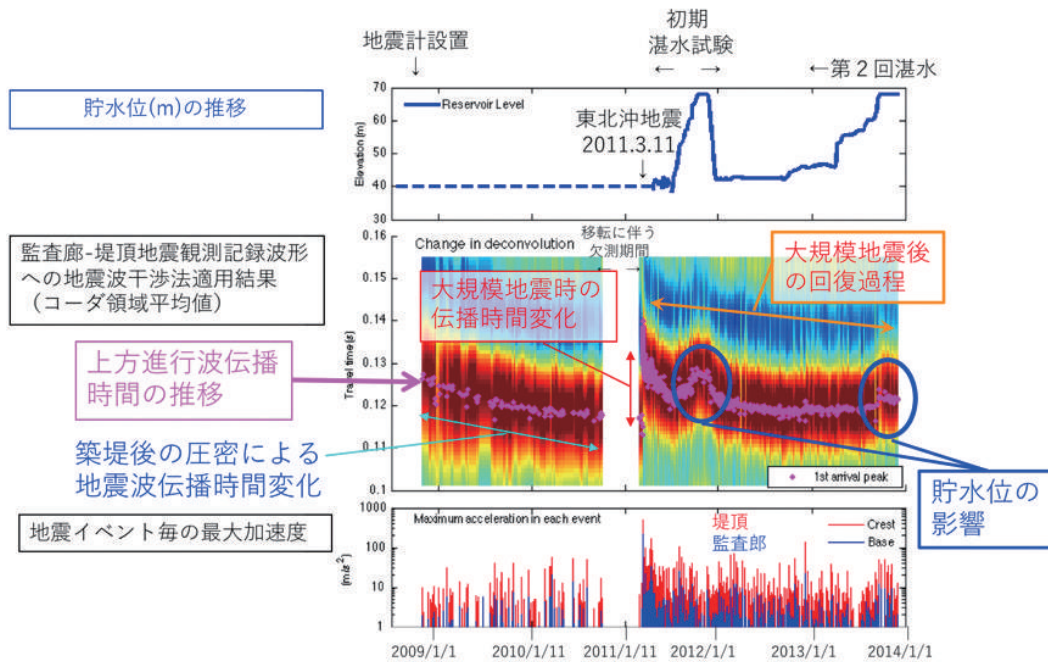 地震計設置
↓
初期
湛水試験
← →
←第２回湛水
貯水位(m)の推移
70
60
50
40
30
Elevation(m)
Reservoir Level
東北沖地震
2011.3.11
↓
監査廊-堤頂地震観測記録波形
への地震波干渉法適用結果
（コーダ領域平均値）
上方進行波伝播
時間の推移
築堤後の圧密による
地震波伝播時間変化
0.16
0.15
0.14
0.13
0.12
0.11
0.1
Travel time(s)
Change in deconvolution
移転に伴う
欠測期間
← →
大規模地震時の
伝播時間変化
大規模地震後
の回復過程
1st arrival peak
貯水位の
影響
地震イベント毎の最大加速度
1000
100
10
1
(m/s²)
Maximum acceleration in each event
堤頂
監査郎
Crest
Base
2009/1/1
2010/1/11
2011/1/11
2012/1/1
2013/1/1
2014/1/1